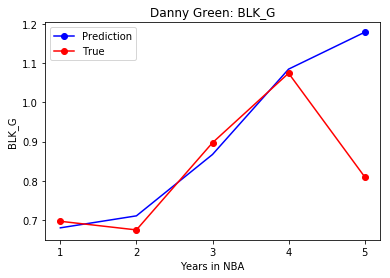 Danny Green: BLK_G
Prediction
True
BLK_G
1.2
1.1
1.0
0.9
0.8
0.7
1 2 3 4 5
Years in NBA